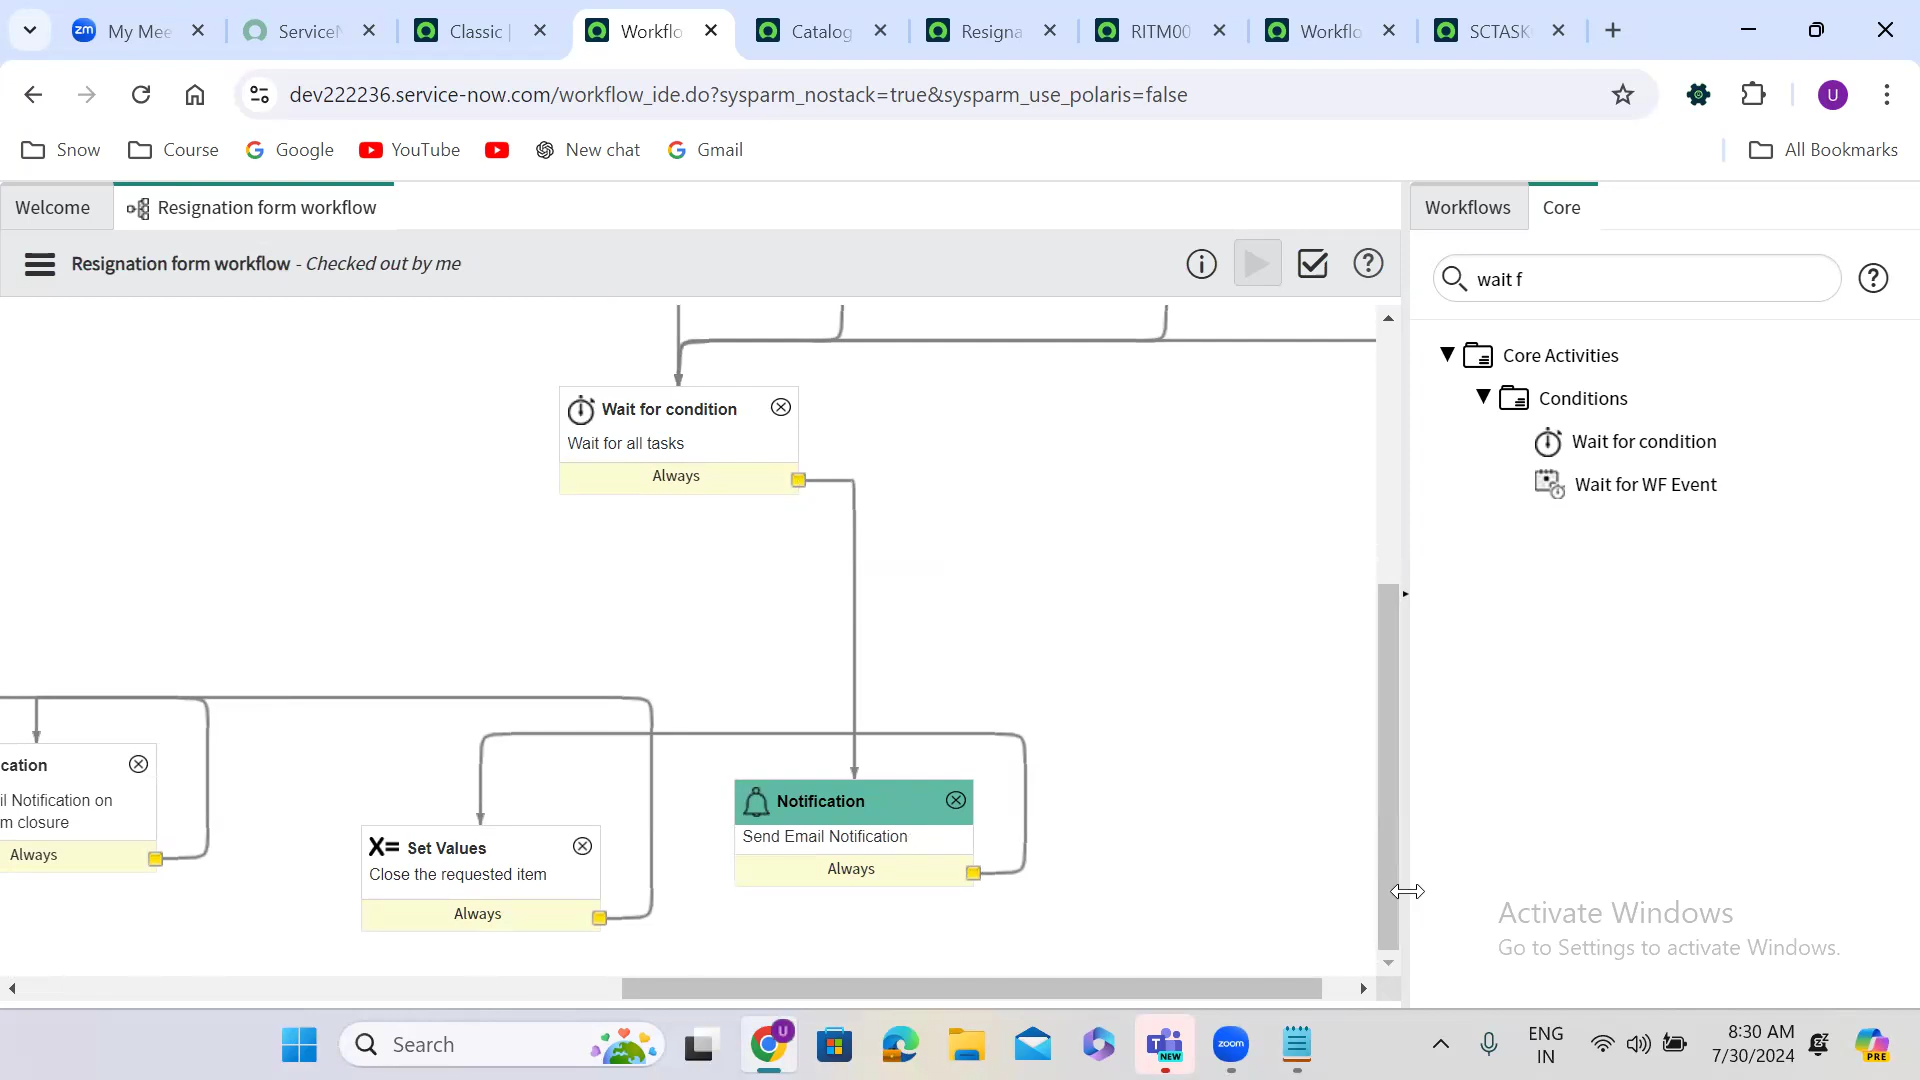 zm My Mee
ServiceN
Classic |
Workflo
Catalog
Resigna
RITM00
Workflo
SCTASK
dev222236.service-now.com/workflow_ide.do?sysparm_nostack=true&sysparm_use_polaris=false
U
Snow
Course
Google
YouTube
New chat
Gmail
All Bookmarks
Welcome
Resignation form workflow
Workflows
Core
Resignation form workflow - Checked out by me
wait f
Core Activities
Conditions
Wait for condition
Wait for WF Event
Wait for condition
Wait for all tasks
Always
cation
il Notification on
m closure
Always
X= Set Values
Close the requested item
Always
Notification
Send Email Notification
Always
Activate Windows
Go to Settings to activate Windows.
Search
U
NEW
zoom
ENG
IN
8:30 AM
7/30/2024
PRE